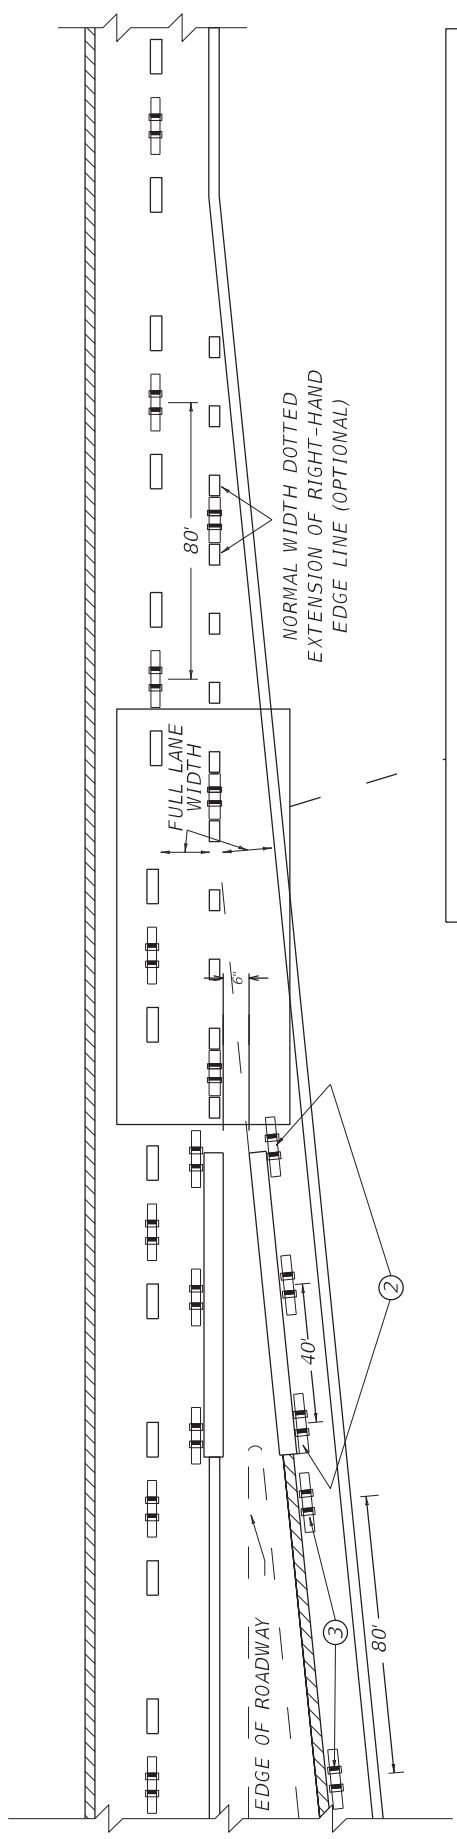 80'
NORMAL WIDTH DOTTED
EXTENSION OF RIGHT-HAND
EDGE LINE (OPTIONAL)
FULL LANE
WIDTH
6"
2
40'
3
80'
EDGE OF ROADWAY